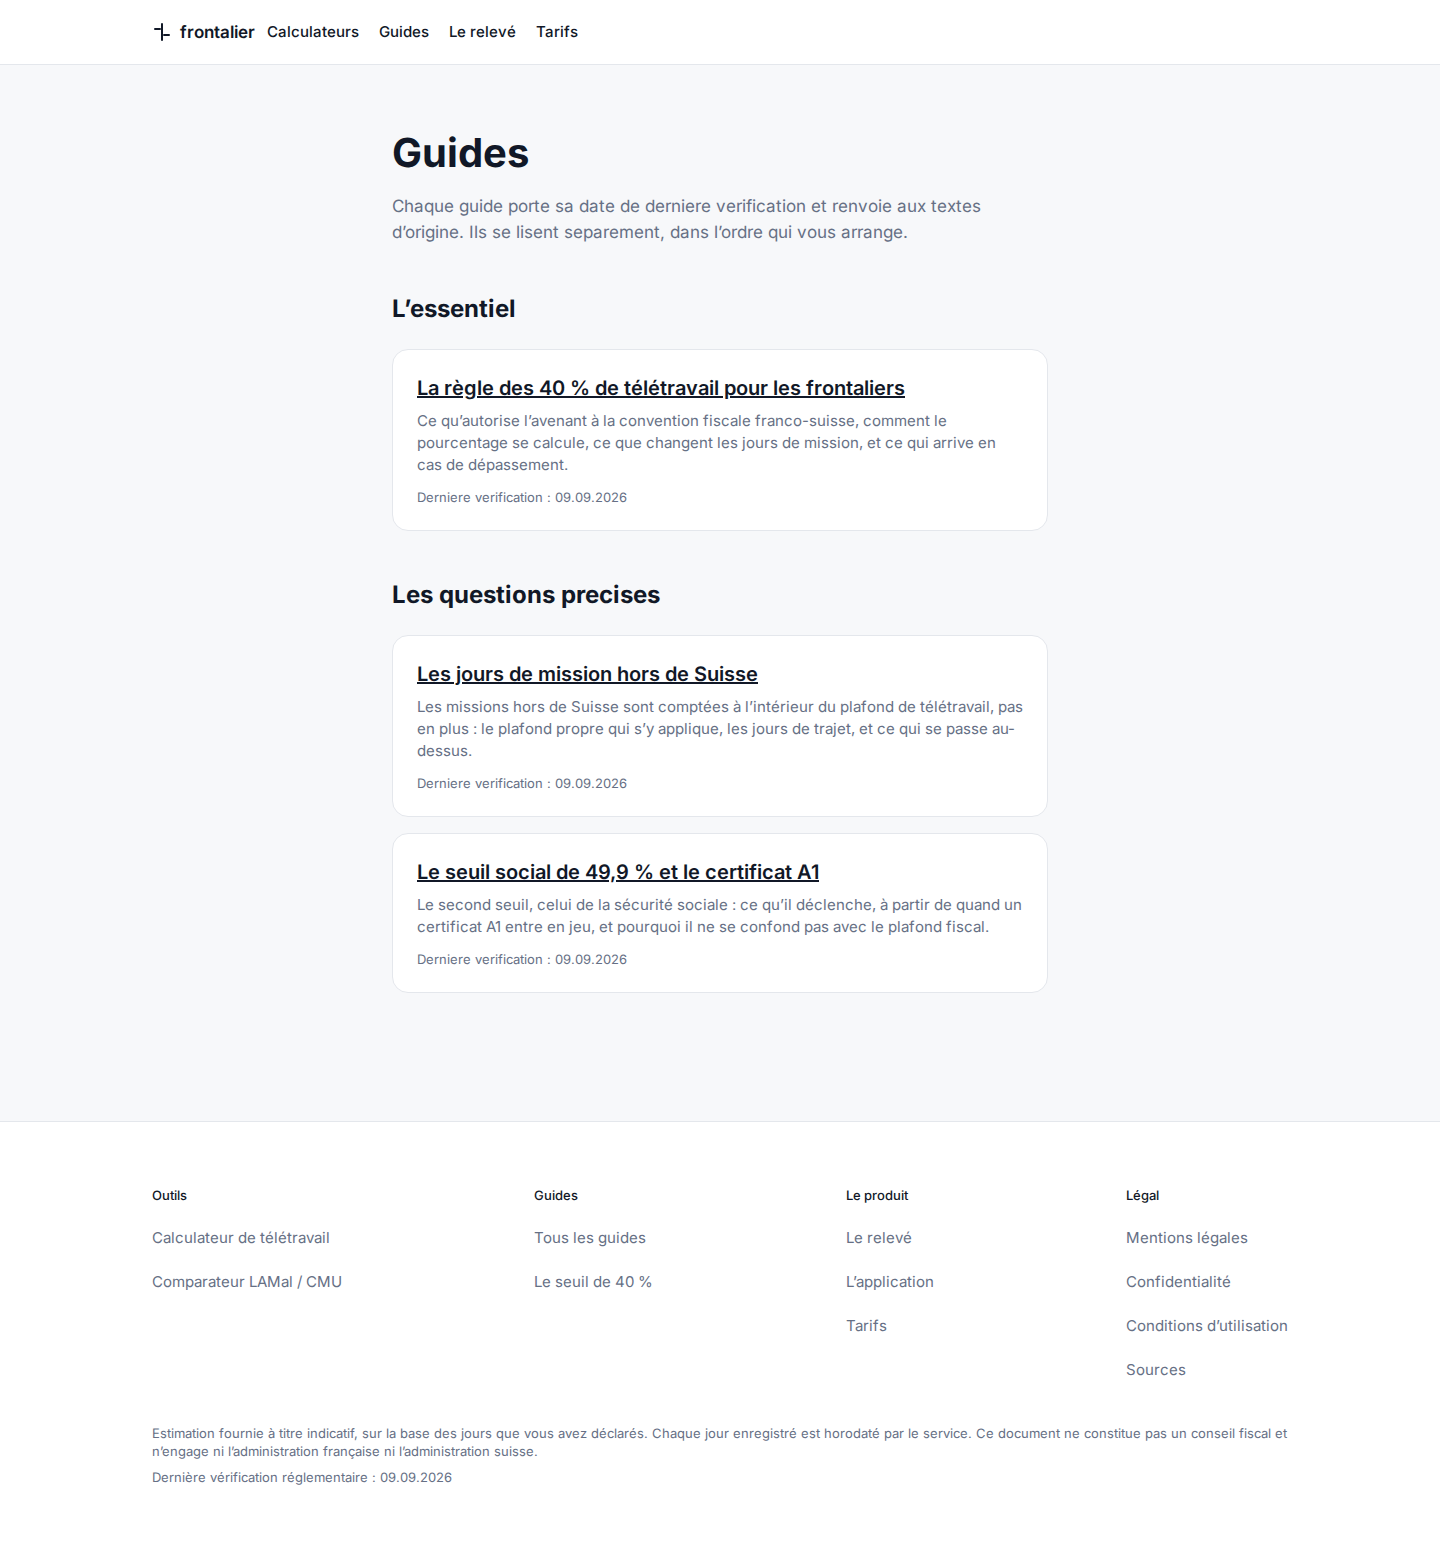 frontalier Calculateurs Guides Le relevé Tarifs
Guides
Chaque guide porte sa date de derniere verification et renvoie aux textes
d’origine. Ils se lisent separement, dans l’ordre qui vous arrange.
L’essentiel
La règle des 40 % de télétravail pour les frontaliers
Ce qu’autorise l’avenant à la convention fiscale franco-suisse, comment le
pourcentage se calcule, ce que changent les jours de mission, et ce qui arrive en
cas de dépassement.
Derniere verification : 09.09.2026
Les questions precises
Les jours de mission hors de Suisse
Les missions hors de Suisse sont comptées à l’intérieur du plafond de télétravail, pas
en plus : le plafond propre qui s’y applique, les jours de trajet, et ce qui se passe au-
dessus.
Derniere verification : 09.09.2026
Le seuil social de 49,9 % et le certificat A1
Le second seuil, celui de la sécurité sociale : ce qu’il déclenche, à partir de quand un
certificat A1 entre en jeu, et pourquoi il ne se confond pas avec le plafond fiscal.
Derniere verification : 09.09.2026
Outils
Calculateur de télétravail
Comparateur LAMal / CMU
Guides
Tous les guides
Le seuil de 40 %
Le produit
Le relevé
L’application
Tarifs
Légal
Mentions légales
Confidentialité
Conditions d’utilisation
Sources
Estimation fournie à titre indicatif, sur la base des jours que vous avez déclarés. Chaque jour enregistré est horodaté par le service. Ce document ne constitue pas un conseil fiscal et
n’engage ni l’administration française ni l’administration suisse.
Dernière vérification réglementaire : 09.09.2026